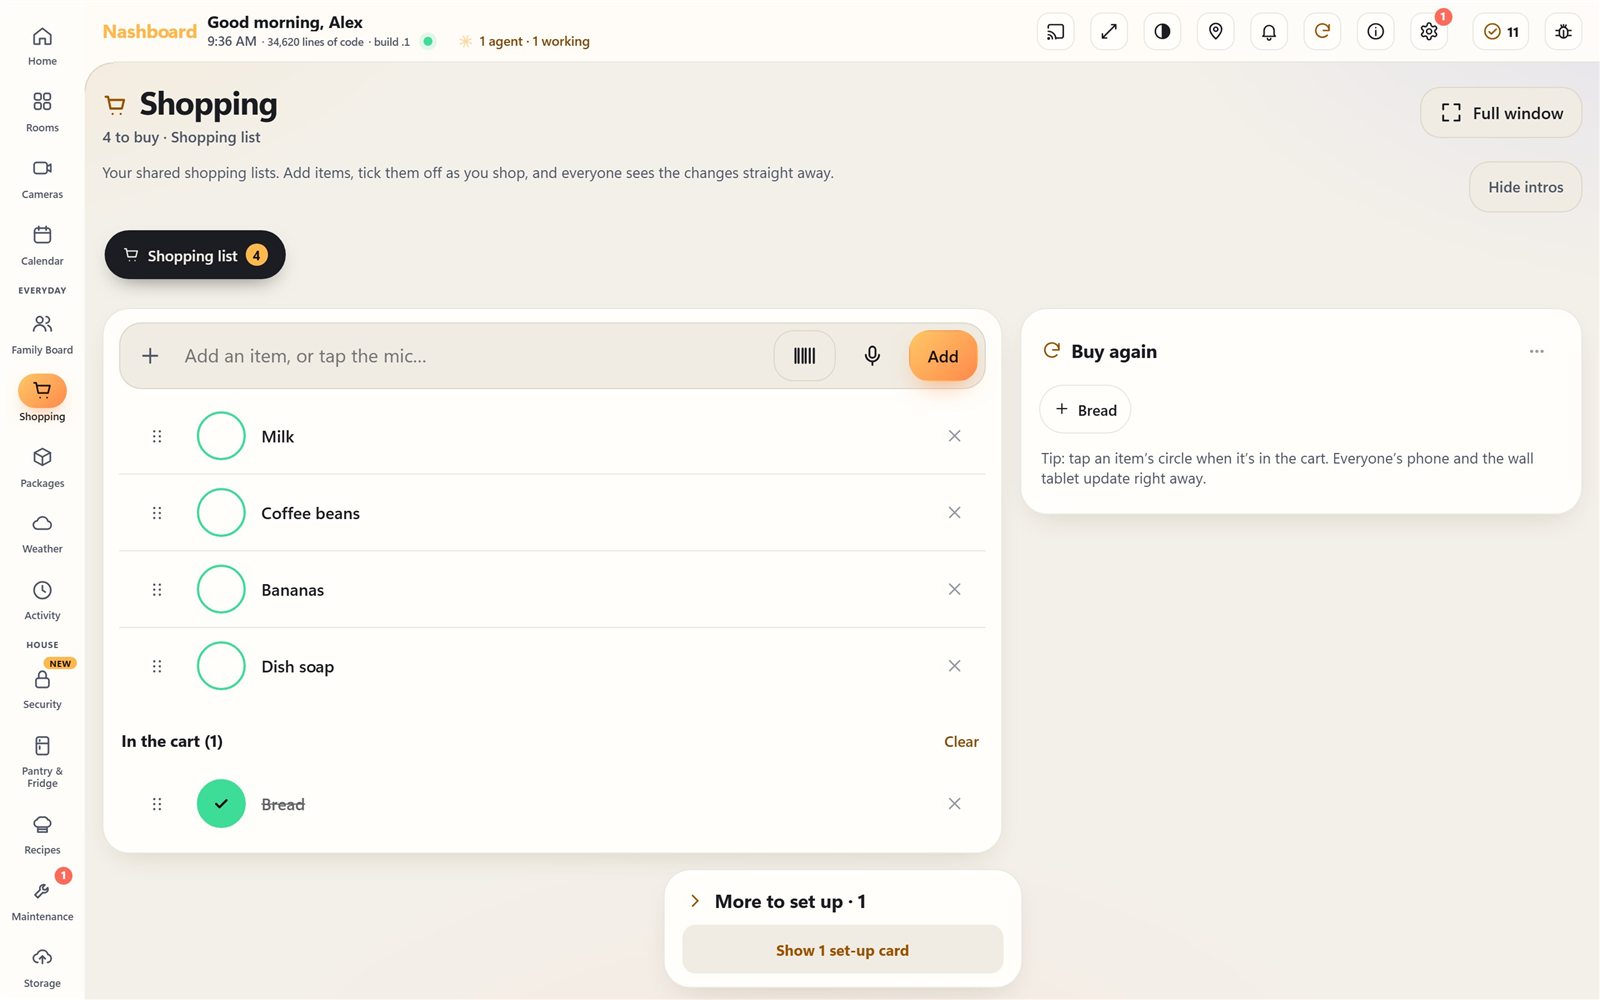 Nashboard
Good morning, Alex
9:36 AM · 34,620 lines of code · build .1
1 agent · 1 working
1
11
Home
Rooms
Cameras
Calendar
EVERYDAY
Family Board
Shopping
Packages
Weather
Activity
HOUSE
NEW
Security
Pantry &
Fridge
Recipes
1
Maintenance
Storage
Shopping
4 to buy · Shopping list
Your shared shopping lists. Add items, tick them off as you shop, and everyone sees the changes straight away.
Full window
Hide intros
Shopping list 4
Add an item, or tap the mic...
Add
Milk
Coffee beans
Bananas
Dish soap
In the cart (1)
Clear
Bread
Buy again
Bread
Tip: tap an item's circle when it's in the cart. Everyone's phone and the wall
tablet update right away.
More to set up · 1
Show 1 set-up card